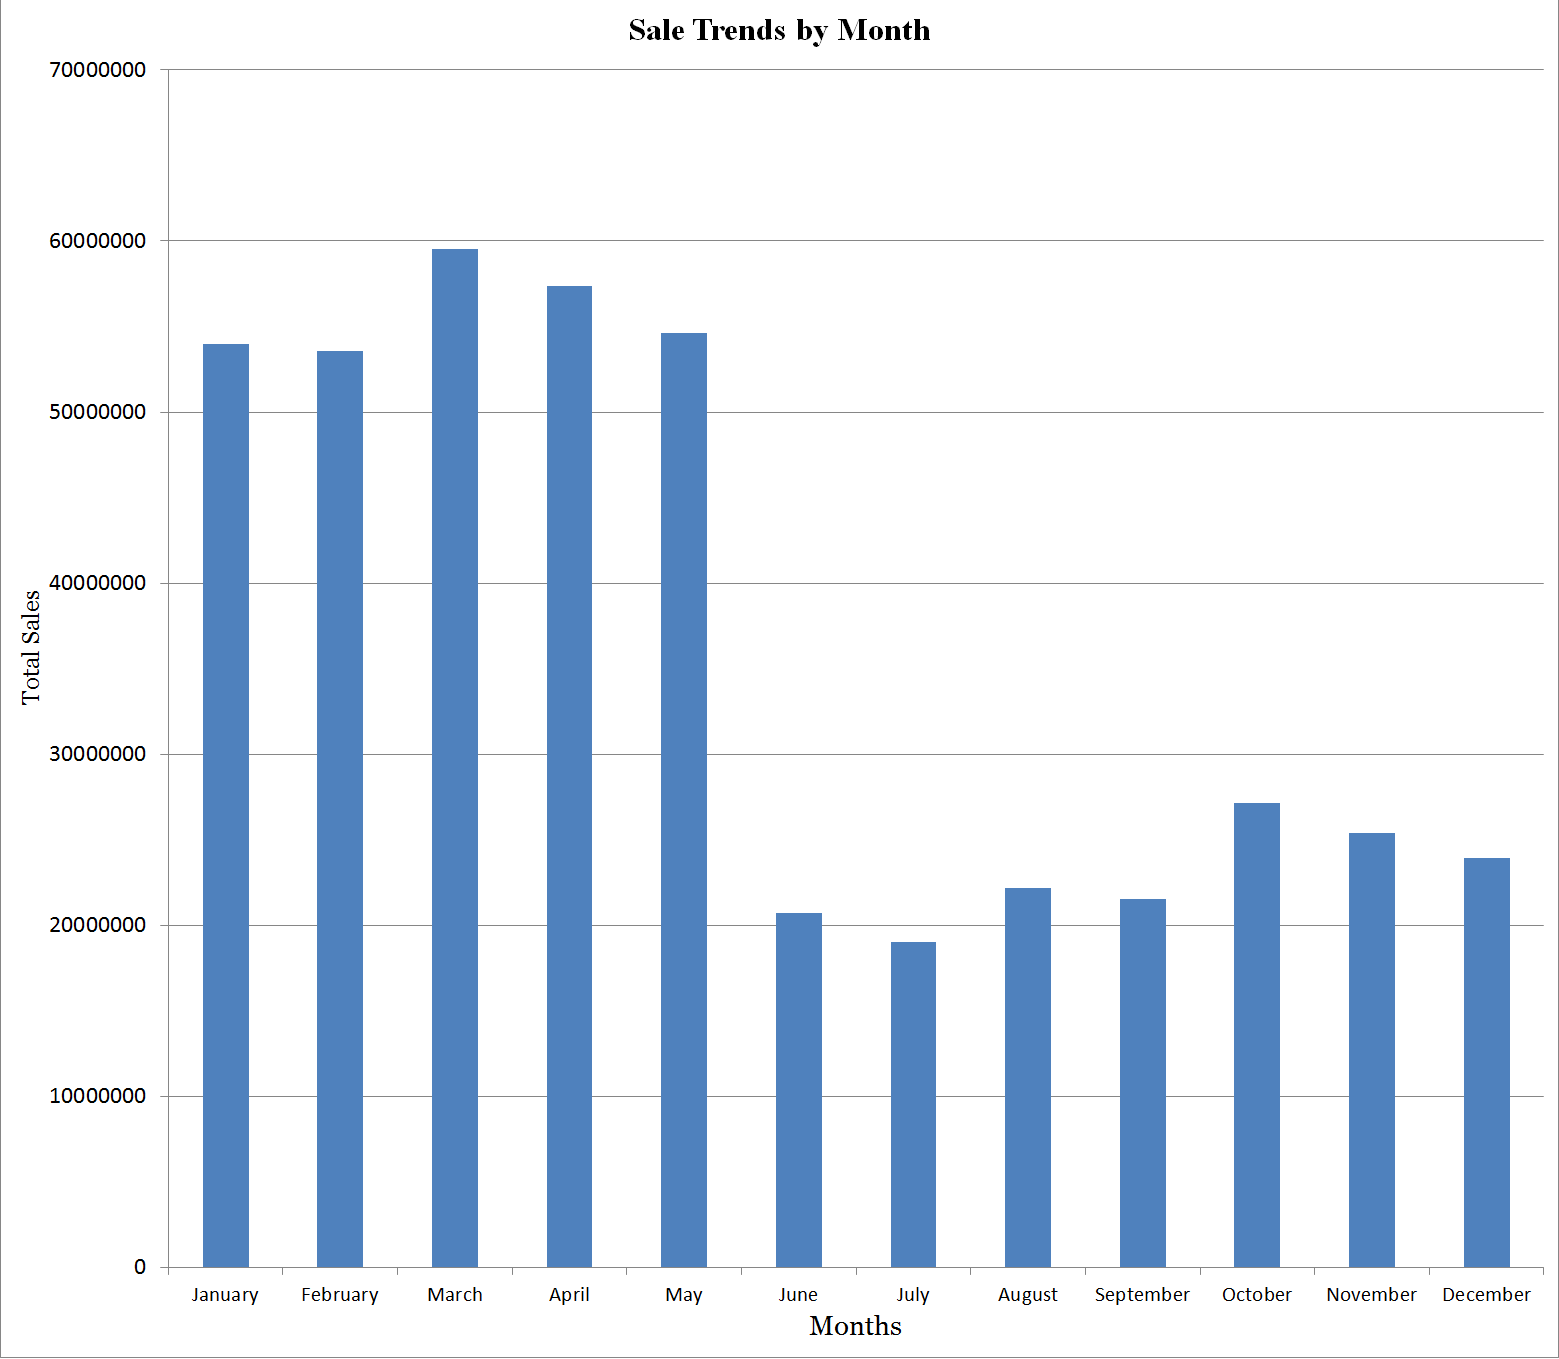 Sale Trends by Month
70000000
60000000
50000000
40000000
30000000
20000000
10000000
0
Total Sales
January February March April May June July August September October November December
Months